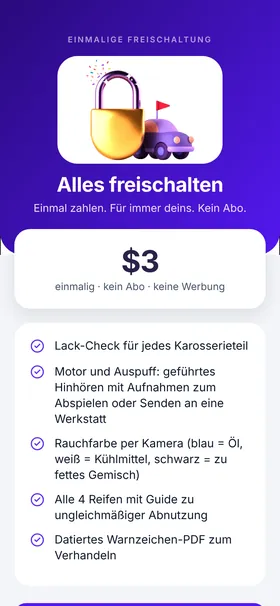 EINMALIGE FREISCHALTUNG
Alles freischalten
Einmal zahlen. Für immer deins. Kein Abo.
$3
einmalig · kein Abo · keine Werbung
Lack-Check für jedes Karosserieteil
Motor und Auspuff: geführtes
Hinhören mit Aufnahmen zum
Abspielen oder Senden an eine
Werkstatt
Rauchfarbe per Kamera (blau = Öl,
weiß = Kühlmittel, schwarz = zu
fettes Gemisch)
Alle 4 Reifen mit Guide zu
ungleichmäßiger Abnutzung
Datiertes Warnzeichen-PDF zum
Verhandeln